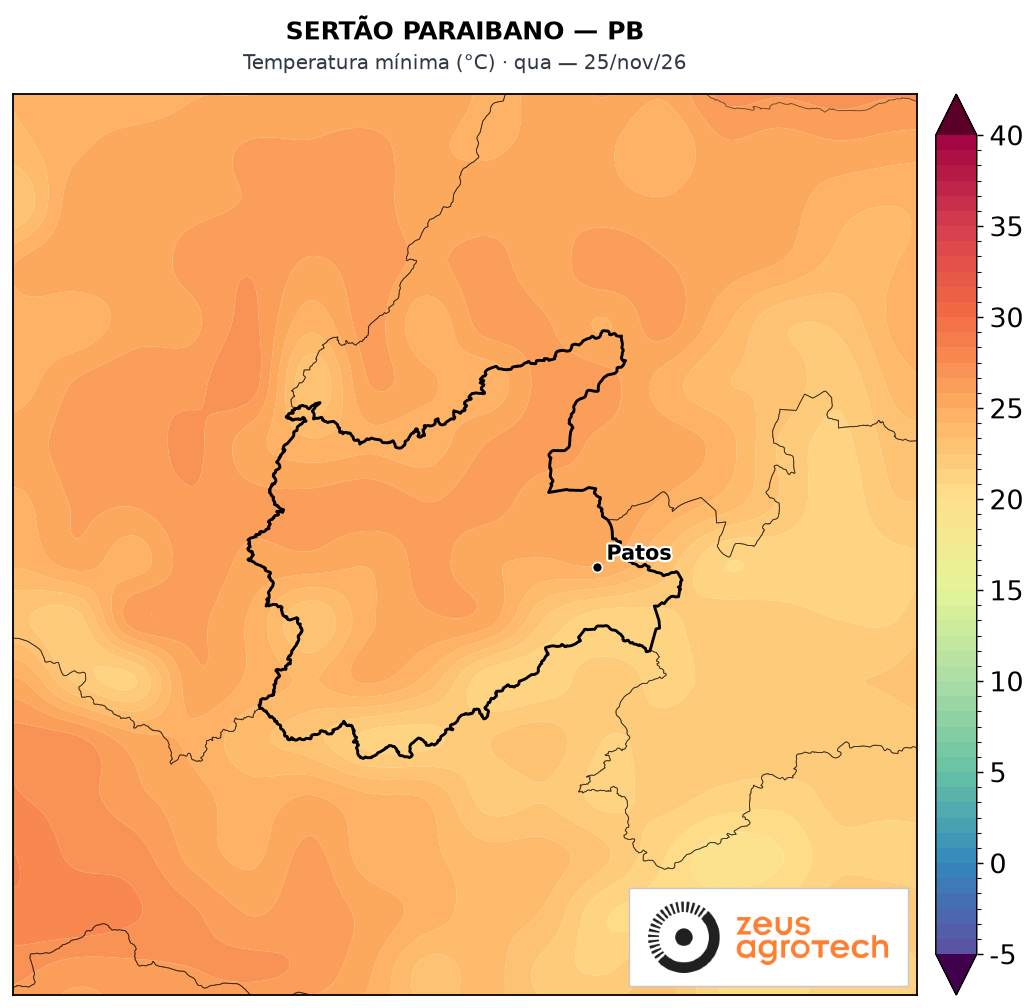 SERTÃO PARAIBANO — PB
Temperatura mínima (°C) · qua — 25/nov/26
40
35
30
25
20
15
10
5
0
-5
Patos
zeus
agrotech